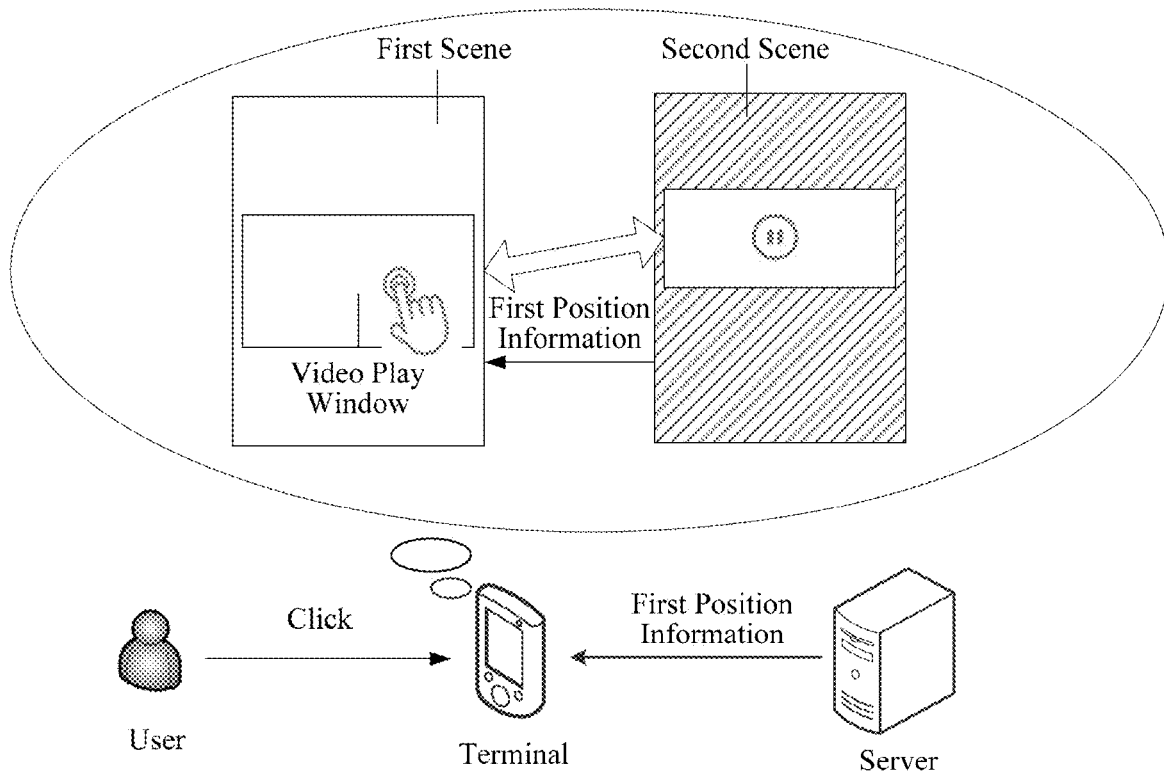 First Scene
Second Scene
First Position
Information
Video Play
Window
Click
First Position
Information
User
Terminal
Server